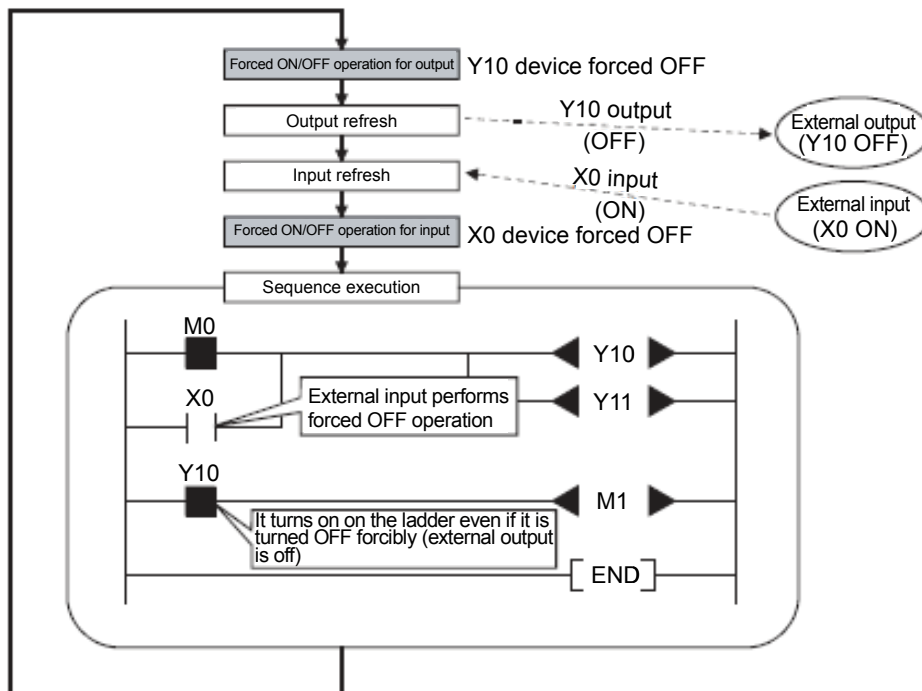 Forced ON/OFF operation for output
Y10 device forced OFF
Output refresh
Y10 output
(OFF)
External output
(Y10 OFF)
Input refresh
X0 input
(ON)
External input
(X0 ON)
Forced ON/OFF operation for input
X0 device forced OFF
Sequence execution
M0
Y10
X0
External input performs
forced OFF operation
Y11
Y10
M1
It turns on on the ladder even if it is
turned OFF forcibly (external output
is off)
END